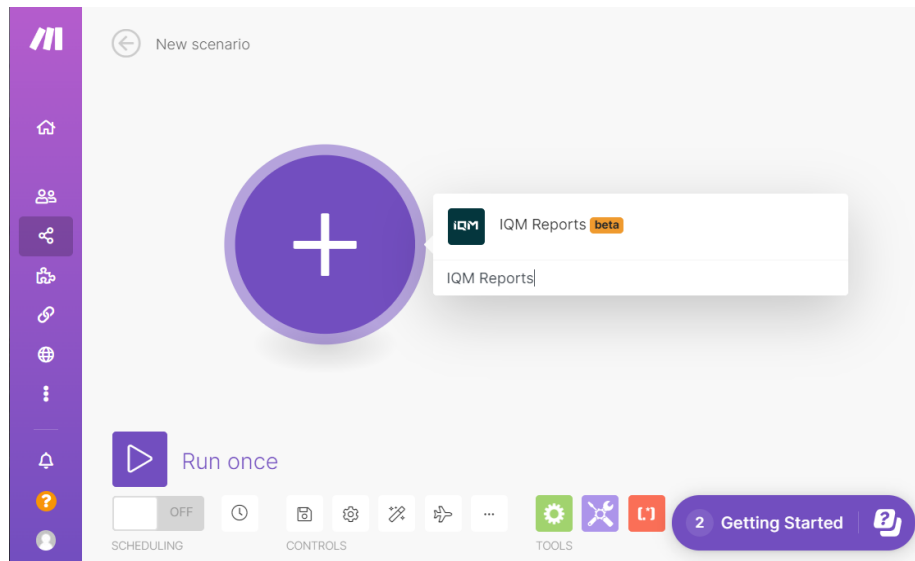 New scenario
iQM
IQM Reports beta
IQM Reports
Run once
OFF
SCHEDULING
CONTROLS
TOOLS
2 Getting Started